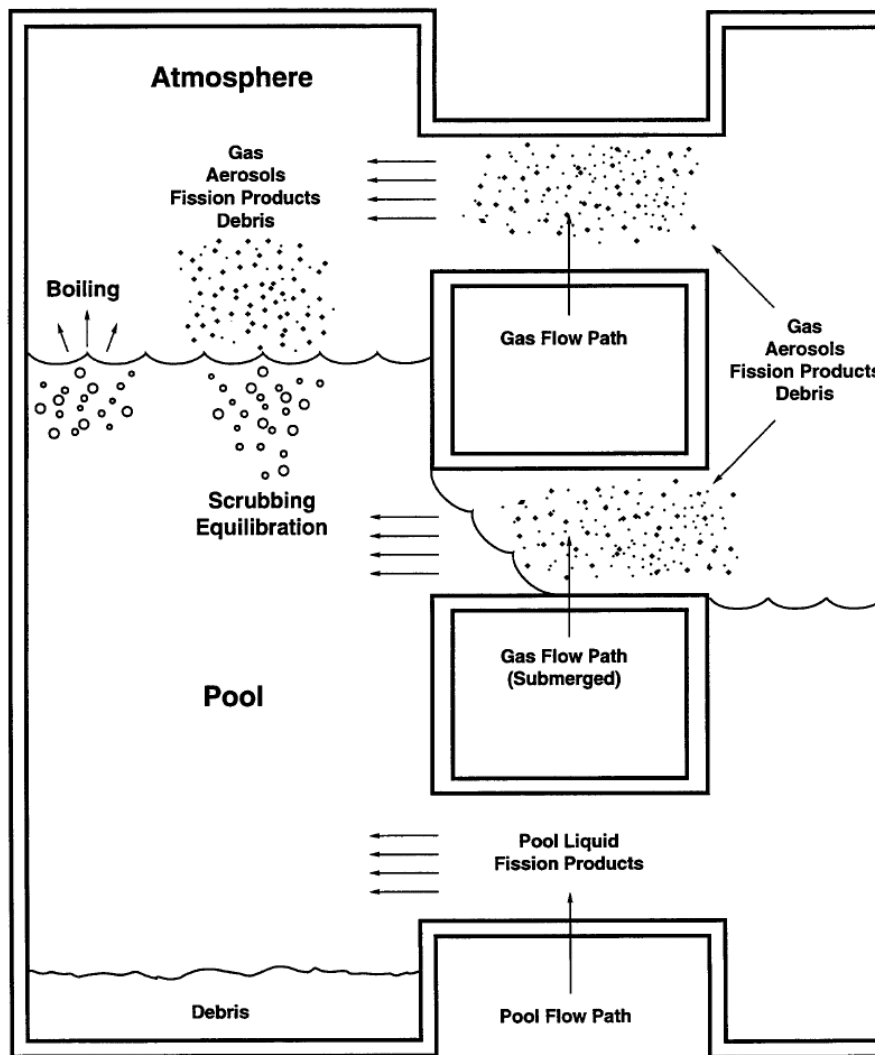 Atmosphere
Gas
Aerosols
Fission Products
Debris
Boiling
Gas Flow Path
Gas
Aerosols
Fission Products
Debris
Scrubbing
Equilibration
Gas Flow Path
(Submerged)
Pool
Pool Liquid
Fission Products
Debris
Pool Flow Path